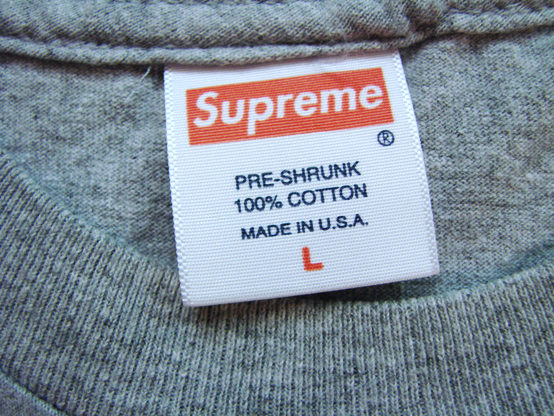 Supreme
®
PRE-SHRUNK
100% COTTON
MADE IN U.S.A.
L